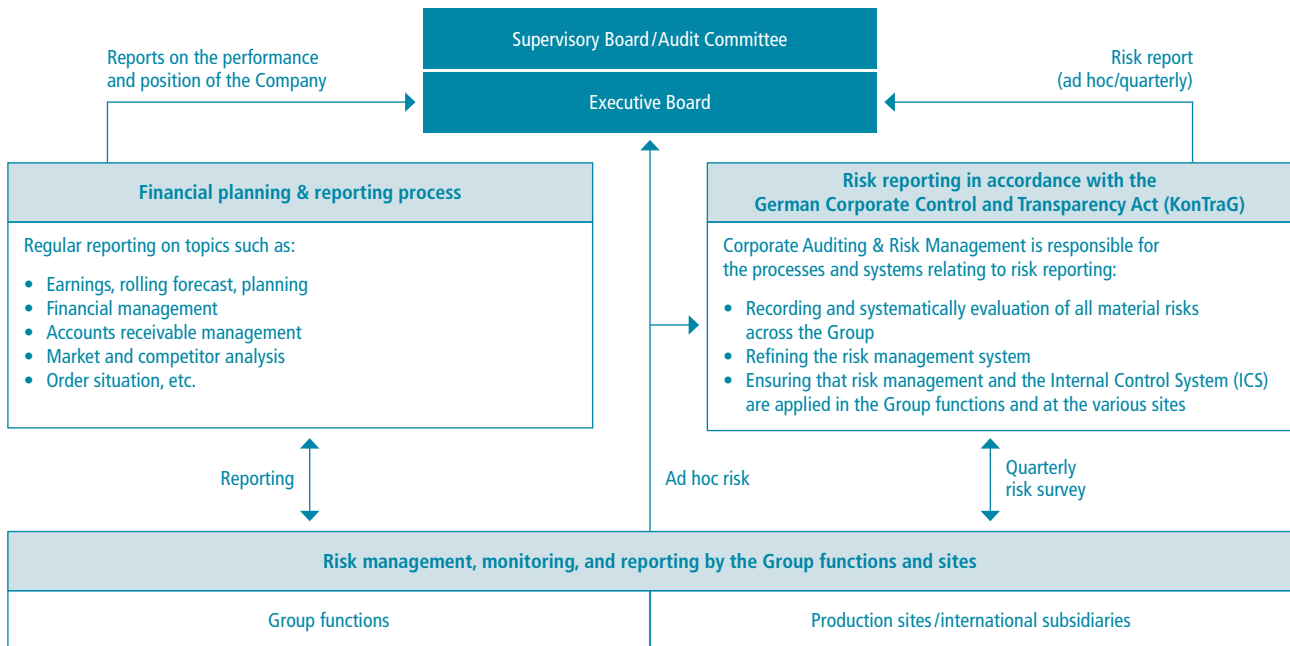 Supervisory Board/Audit Committee
Executive Board
Reports on the performance
and position of the Company
Risk report
(ad hoc/quarterly)
Financial planning & reporting process
Regular reporting on topics such as:
• Earnings, rolling forecast, planning
• Financial management
• Accounts receivable management
• Market and competitor analysis
• Order situation, etc.
Risk reporting in accordance with the
German Corporate Control and Transparency Act (KonTraG)
Corporate Auditing & Risk Management is responsible for
the processes and systems relating to risk reporting:
• Recording and systematically evaluation of all material risks
across the Group
• Refining the risk management system
• Ensuring that risk management and the Internal Control System (ICS)
are applied in the Group functions and at the various sites
Reporting
Ad hoc risk
Quarterly
risk survey
Risk management, monitoring, and reporting by the Group functions and sites
Group functions
Production sites/international subsidiaries